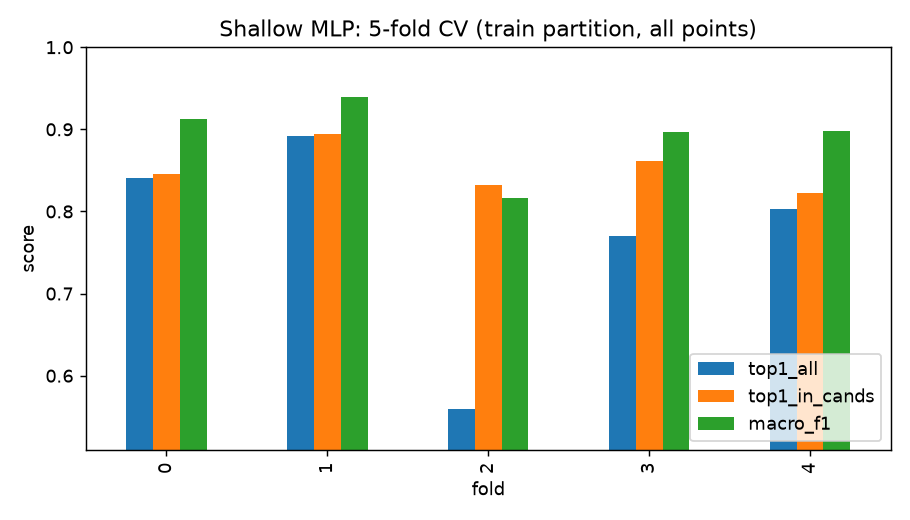 Shallow MLP: 5-fold CV (train partition, all points)
1.0
0.9
0.8
0.7
0.6
score
top1_all
top1_in_cands
macro_f1
0
1
2
3
4
fold